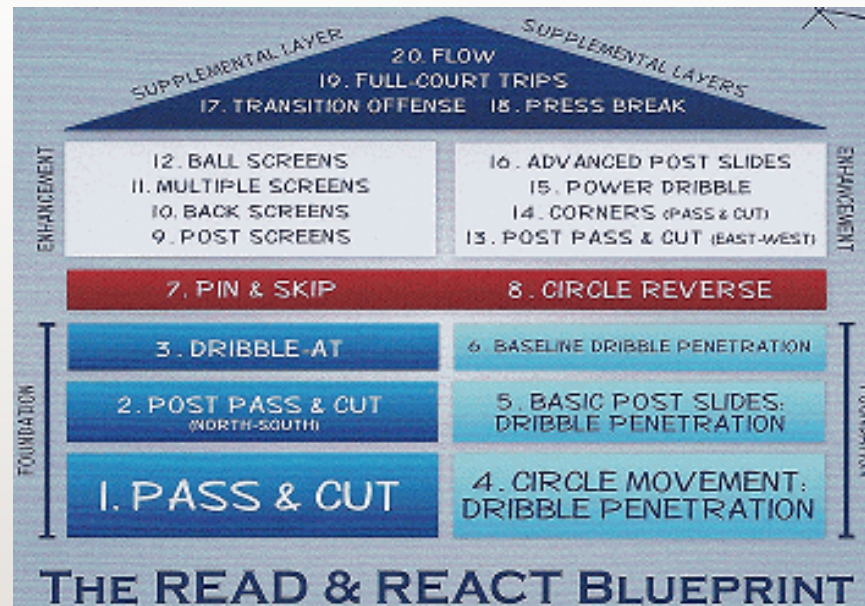 SUPPLEMENTAL LAYER
SUPPLEMENTAL LAYERS
20. FLOW
19. FULL-COURT TRIPS
17. TRANSITION OFFENSE 18. PRESS BREAK
ENHANCEMENT
12. BALL SCREENS
11. MULTIPLE SCREENS
10. BACK SCREENS
9. POST SCREENS
16. ADVANCED POST SLIDES
15. POWER DRIBBLE
14. CORNERS (PASS & CUT)
13. POST PASS & CUT (EAST-WEST)
ENHANCEMENT
7. PIN & SKIP
8. CIRCLE REVERSE
FOUNDATION
3. DRIBBLE-AT
6. BASELINE DRIBBLE PENETRATION
2. POST PASS & CUT
(NORTH-SOUTH)
5. BASIC POST SLIDES:
DRIBBLE PENETRATION
1. PASS & CUT
4. CIRCLE MOVEMENT:
DRIBBLE PENETRATION
THE READ & REACT BLUEPRINT